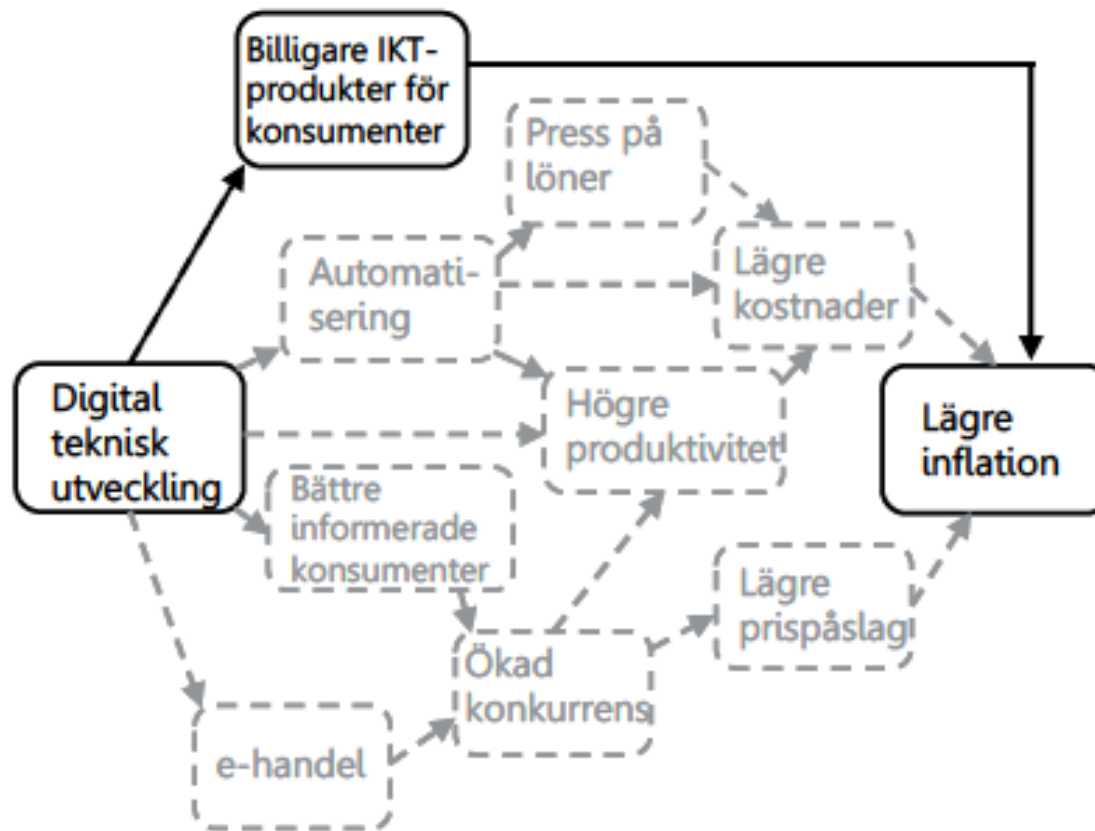 Billigare IKT-
produkter för
konsumenter
Press på
löner
Automati-
sering
Lägre
kostnader
Digital
teknisk
utveckling
Högre
produktivitet
Lägre
inflation
Bättre
informerade
konsumenter
Lägre
prispåslag
Ökad
konkurrens
e-handel